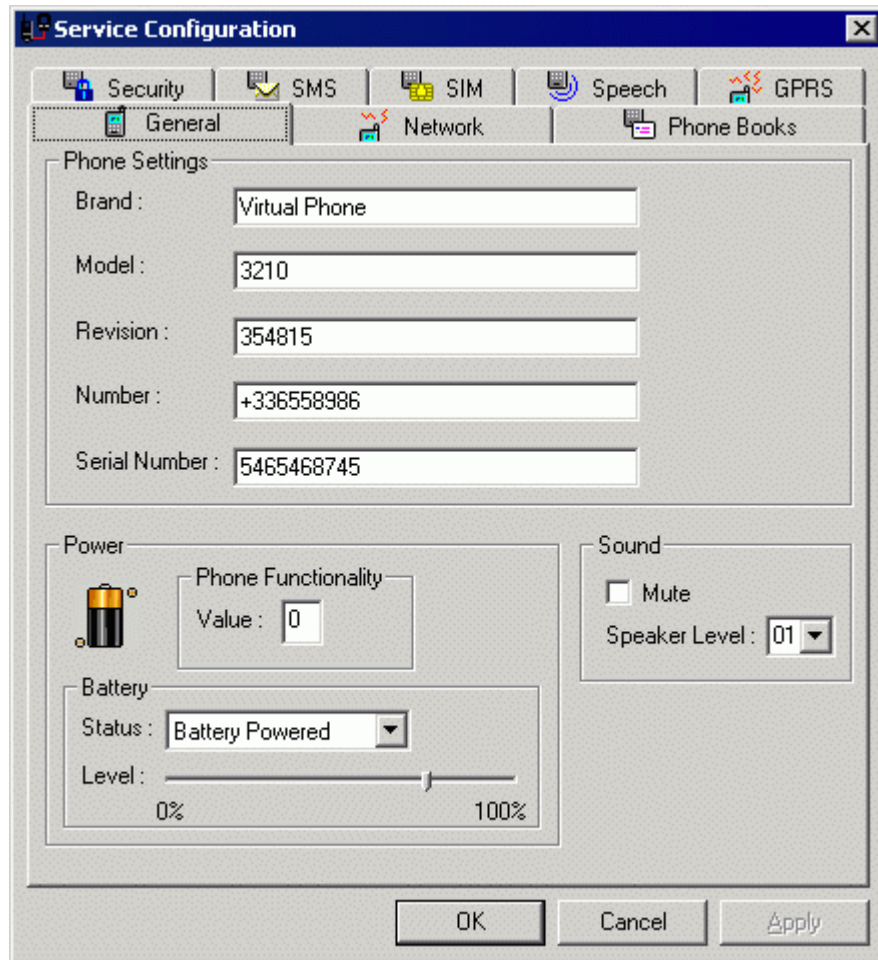 Service Configuration
Security SMS SIM Speech GPRS
General Network Phone Books
Phone Settings
Brand : Virtual Phone
Model : 3210
Revision : 354815
Number : +336558986
Serial Number : 5465468745
Power
Phone Functionality
Value : 0
Battery
Status : Battery Powered
Level :
0% 100%
Sound
Mute
Speaker Level : 01
OK Cancel Apply